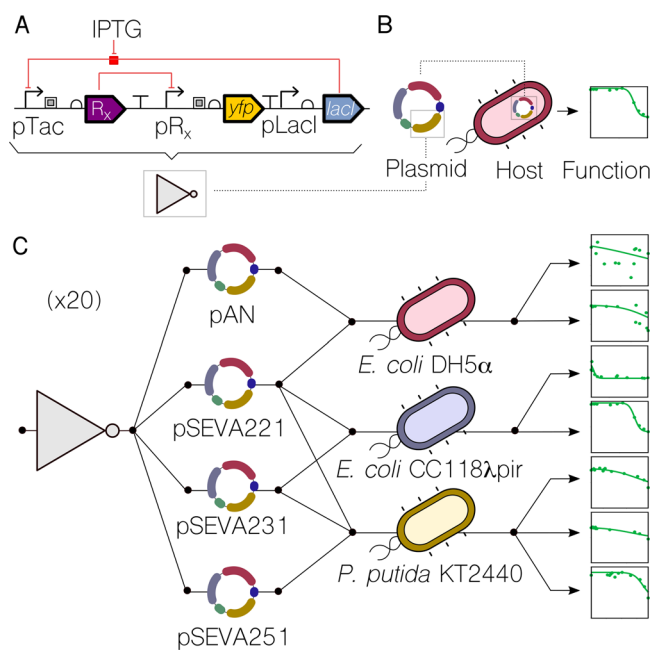 A
IPTG
Rₓ
yfp
lacI
pTac
pRₓ
pLacI
B
Plasmid
Host
Function
C
(x20)
pAN
E. coli DH5α
pSEVA221
E. coli CC118λpir
pSEVA231
P. putida KT2440
pSEVA251